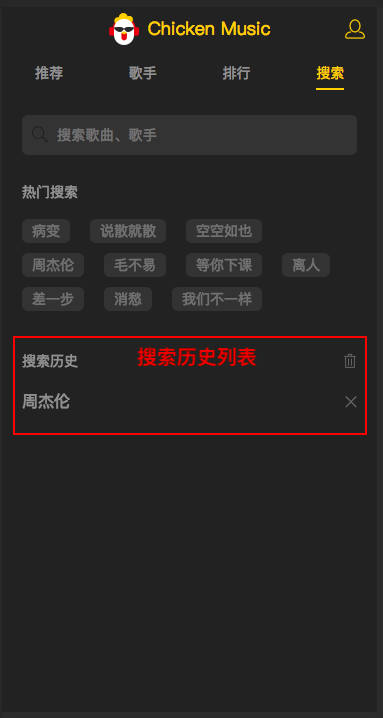 Chicken Music
推荐 歌手 排行 搜索
搜索歌曲、歌手
热门搜索
病变 说散就散 空空如也
周杰伦 毛不易 等你下课 离人
差一步 消愁 我们不一样
搜索历史 搜索历史列表
周杰伦